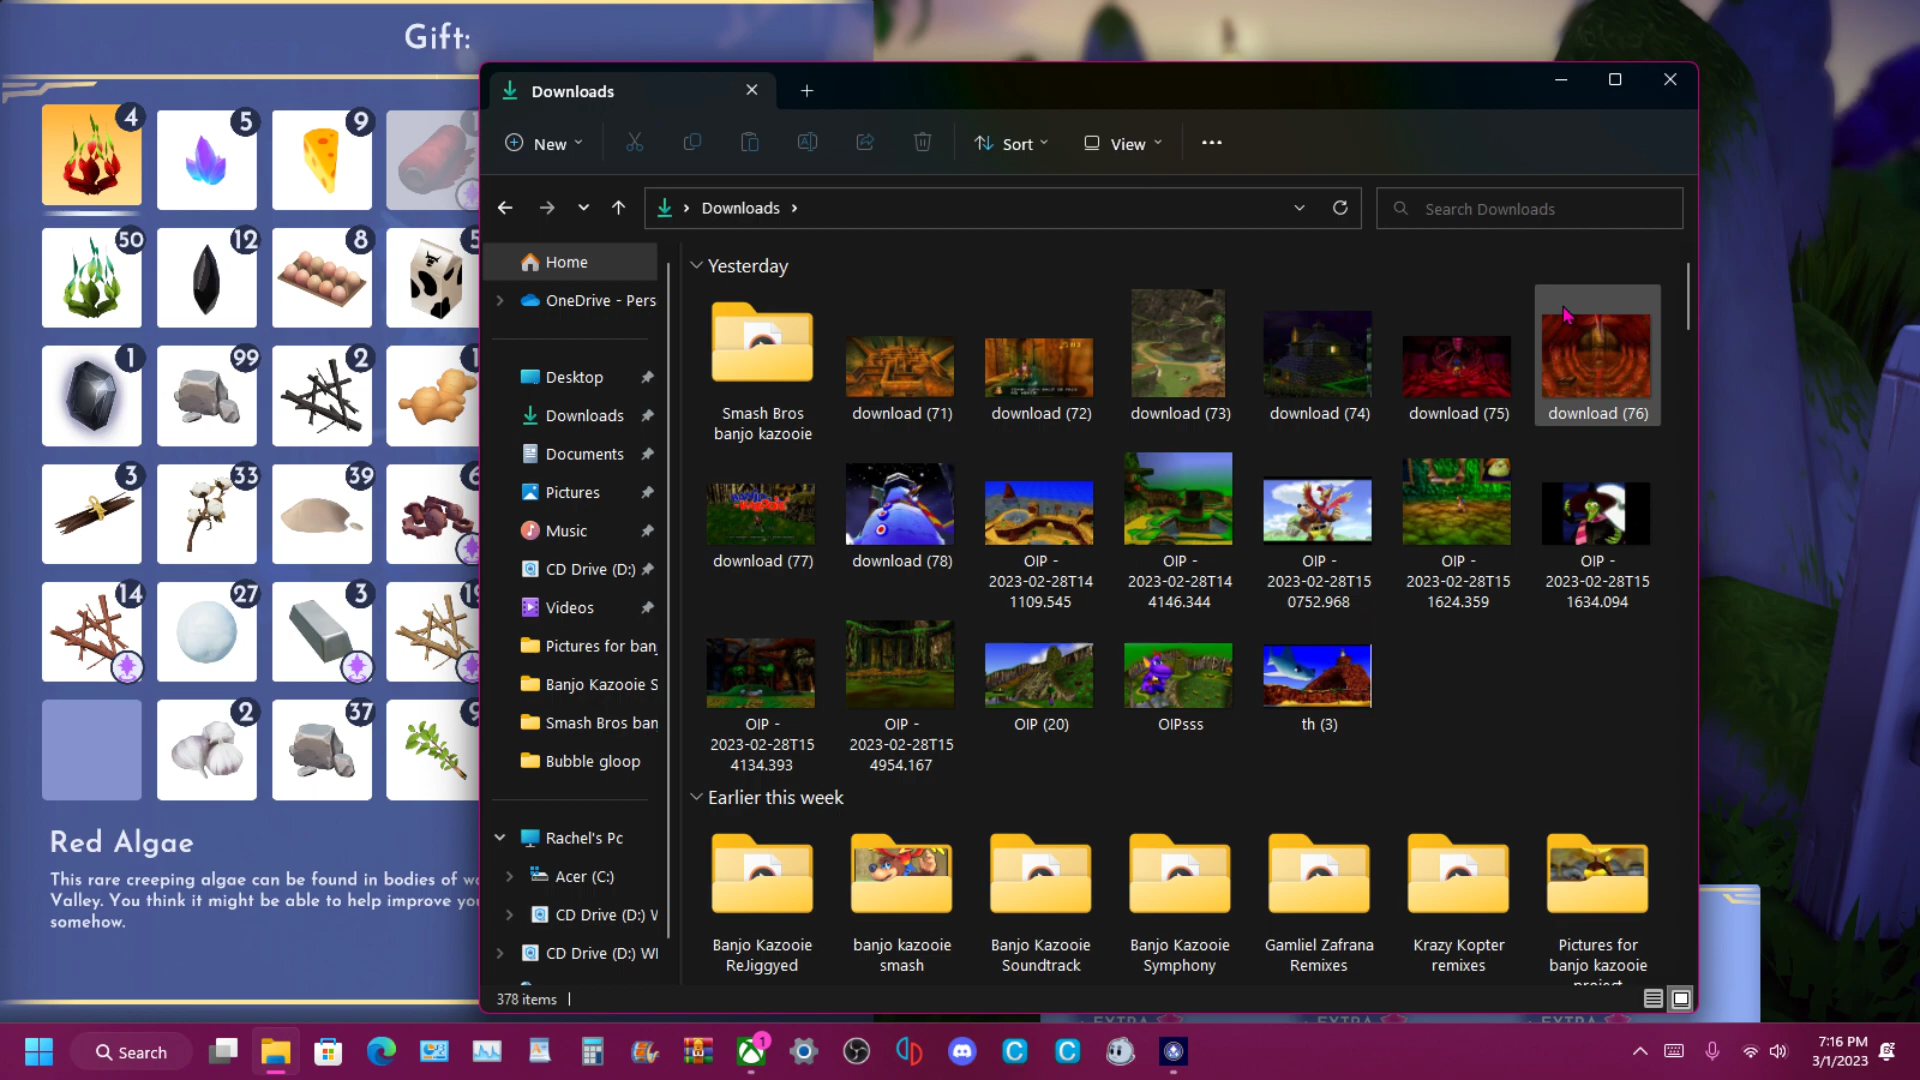 Gift:
4
5
9
50
12
8
5
1
99
2
3
33
39
6
14
27
3
19
2
37
9
Red Algae
This rare creeping algae can be found in bodies of
Valley. You think it might be able to help improve
somehow.
Downloads
New
Sort
View
Downloads
Search Downloads
Home
OneDrive - Pers
Desktop
Downloads
Documents
Pictures
Music
CD Drive (D:)
Videos
Pictures for ban
Banjo Kazooie S
Smash Bros ban
Bubble gloop
Rachel's Pc
Acer (C:)
CD Drive (D:) V
CD Drive (D:) WI
Yesterday
Smash Bros
banjo kazooie
download (71)
download (72)
download (73)
download (74)
download (75)
download (76)
download (77)
download (78)
OIP -
2023-02-28T14
1109.545
OIP -
2023-02-28T14
4146.344
OIP -
2023-02-28T15
0752.968
OIP -
2023-02-28T15
1624.359
OIP -
2023-02-28T15
1634.094
OIP -
2023-02-28T15
4134.393
OIP -
2023-02-28T15
4954.167
OIP (20)
OIPsss
th (3)
Earlier this week
Banjo Kazooie
ReJiggyed
banjo kazooie
smash
Banjo Kazooie
Soundtrack
Banjo Kazooie
Symphony
Gamliel Zafrana
Remixes
Krazy Kopter
remixes
Pictures for
banjo kazooie
project
378 items
EXTRA
EXTRA
EXTRA
Search
1
7:16 PM
3/1/2023